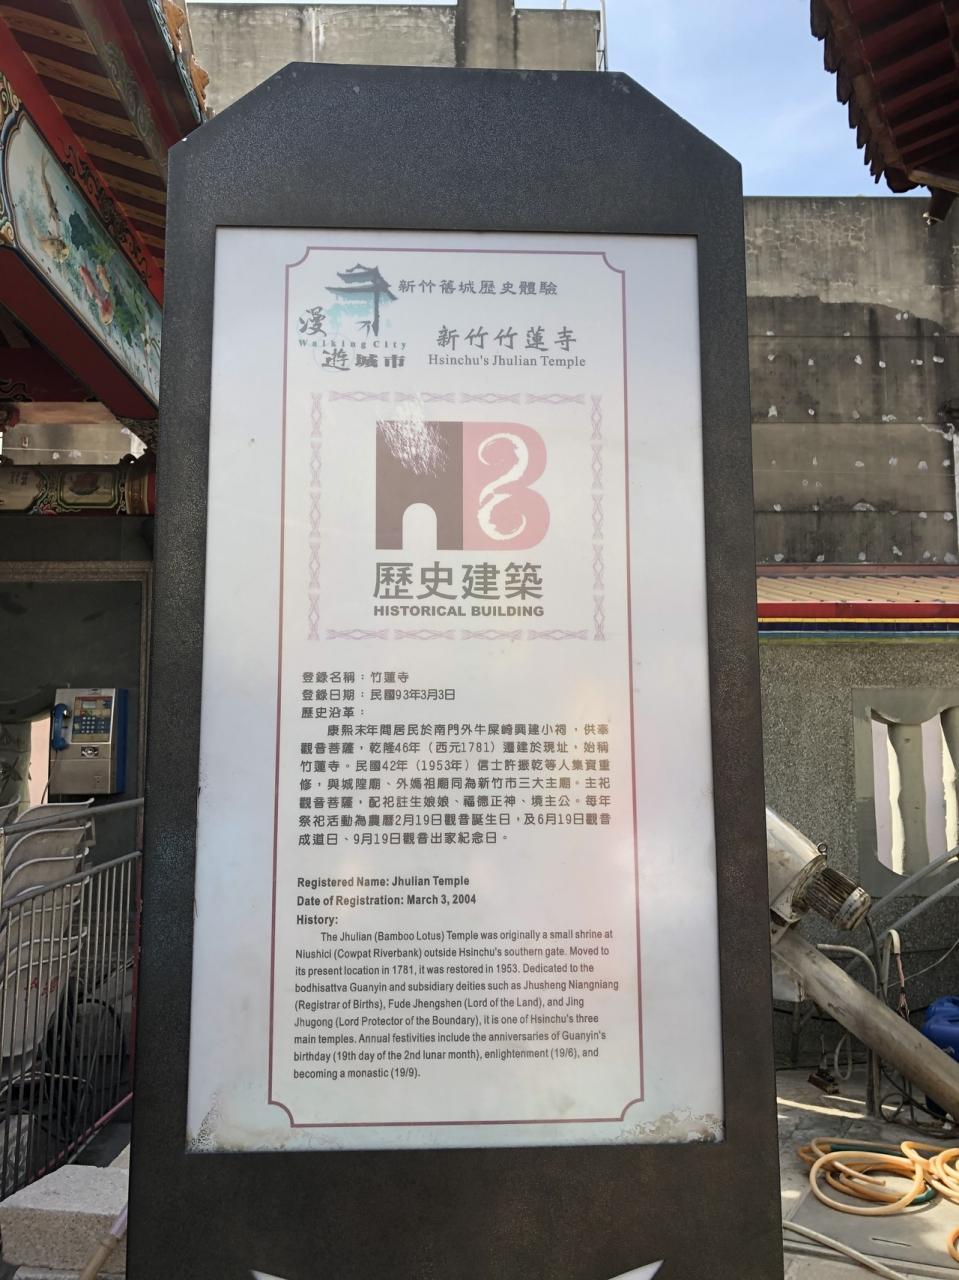 新竹舊城歷史體驗
漫
Walking City
遊城市
新竹竹蓮寺
Hsinchu's Jhulian Temple
HB
歷史建築
HISTORICAL BUILDING
登錄名稱：竹蓮寺
登錄日期：民國93年3月3日
歷史沿革：
康熙末年間居民於南門外牛屎崎興建小祠，供奉
觀音菩薩，乾隆46年（西元1781）遷建於現址，始稱
竹蓮寺。民國42年（1953年）信士許振乾等人集資重
修，與城隍廟、外媽祖廟同為新竹市三大主廟。主祀
觀音菩薩，配祀註生娘娘、福德正神、境主公。每年
祭祀活動為農曆2月19日觀音誕生日，及6月19日觀音
成道日、9月19日觀音出家紀念日。
Registered Name: Jhulian Temple
Date of Registration: March 3, 2004
History:
The Jhulian (Bamboo Lotus) Temple was originally a small shrine at
Niushici (Cowpat Riverbank) outside Hsinchu's southern gate. Moved to
its present location in 1781, it was restored in 1953. Dedicated to the
bodhisattva Guanyin and subsidiary deities such as Jhusheng Niangniang
(Registrar of Births), Fude Jhengshen (Lord of the Land), and Jing
Jhugong (Lord Protector of the Boundary), it is one of Hsinchu's three
main temples. Annual festivities include the anniversaries of Guanyin's
birthday (19th day of the 2nd lunar month), enlightenment (19/6), and
becoming a monastic (19/9).